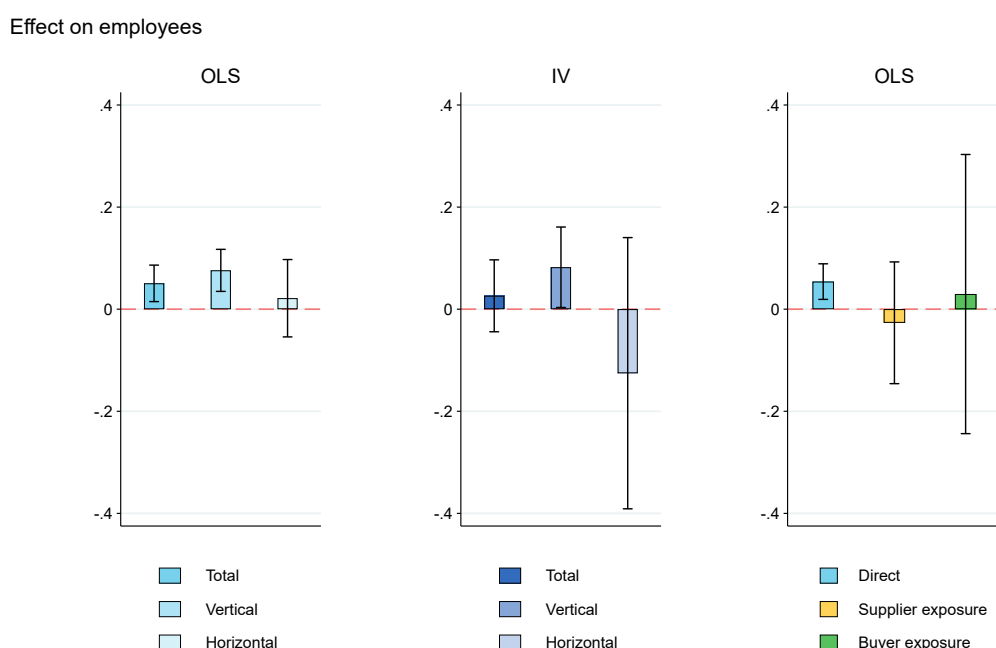 Effect on employees
OLS
IV
OLS
.4
.2
0
-.2
-.4
.4
.2
0
-.2
-.4
.4
.2
0
-.2
-.4
Total
Vertical
Horizontal
Total
Vertical
Horizontal
Direct
Supplier exposure
Buyer exposure